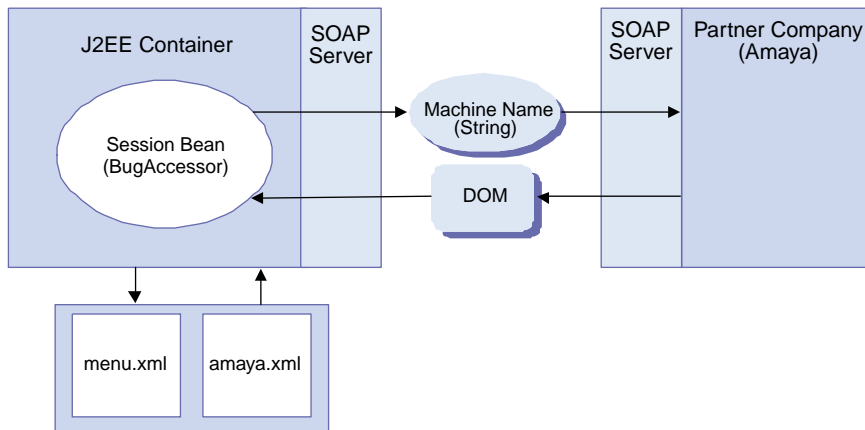 J2EE Container
SOAP
Server
SOAP
Server
Partner Company
(Amaya)
Machine Name
(String)
Session Bean
(BugAccessor)
DOM
menu.xml
amaya.xml